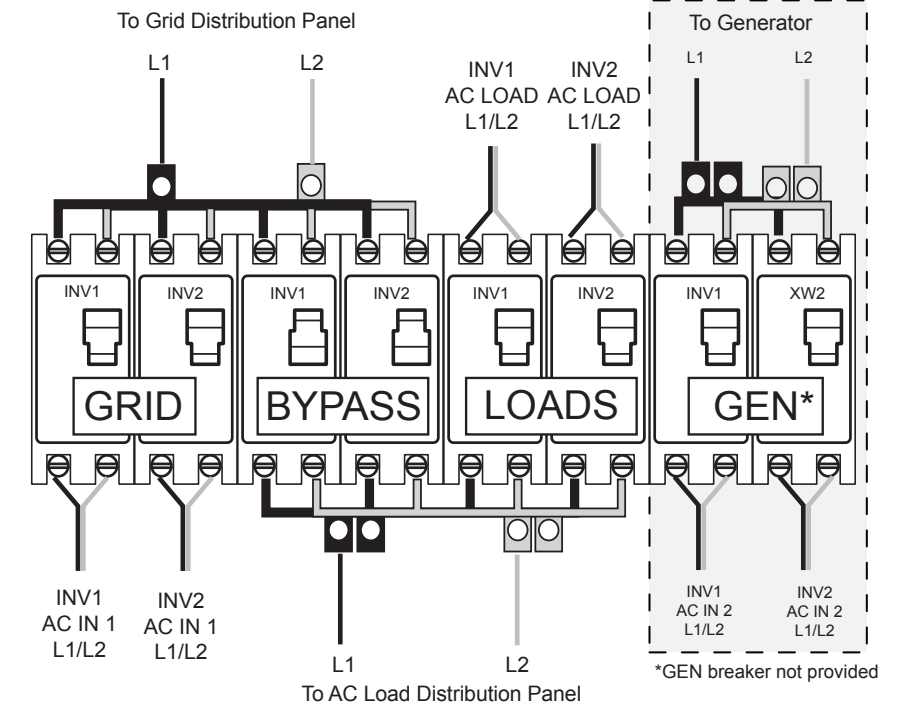 To Grid Distribution Panel
L1
L2
INV1
AC LOAD
L1/L2
INV2
AC LOAD
L1/L2
To Generator
L1
L2
INV1
INV2
INV1
INV2
INV1
INV2
INV1
XW2
GRID
BYPASS
LOADS
GEN*
INV1
AC IN 1
L1/L2
INV2
AC IN 1
L1/L2
L1
L2
To AC Load Distribution Panel
INV1
AC IN 2
L1/L2
INV2
AC IN 2
L1/L2
*GEN breaker not provided